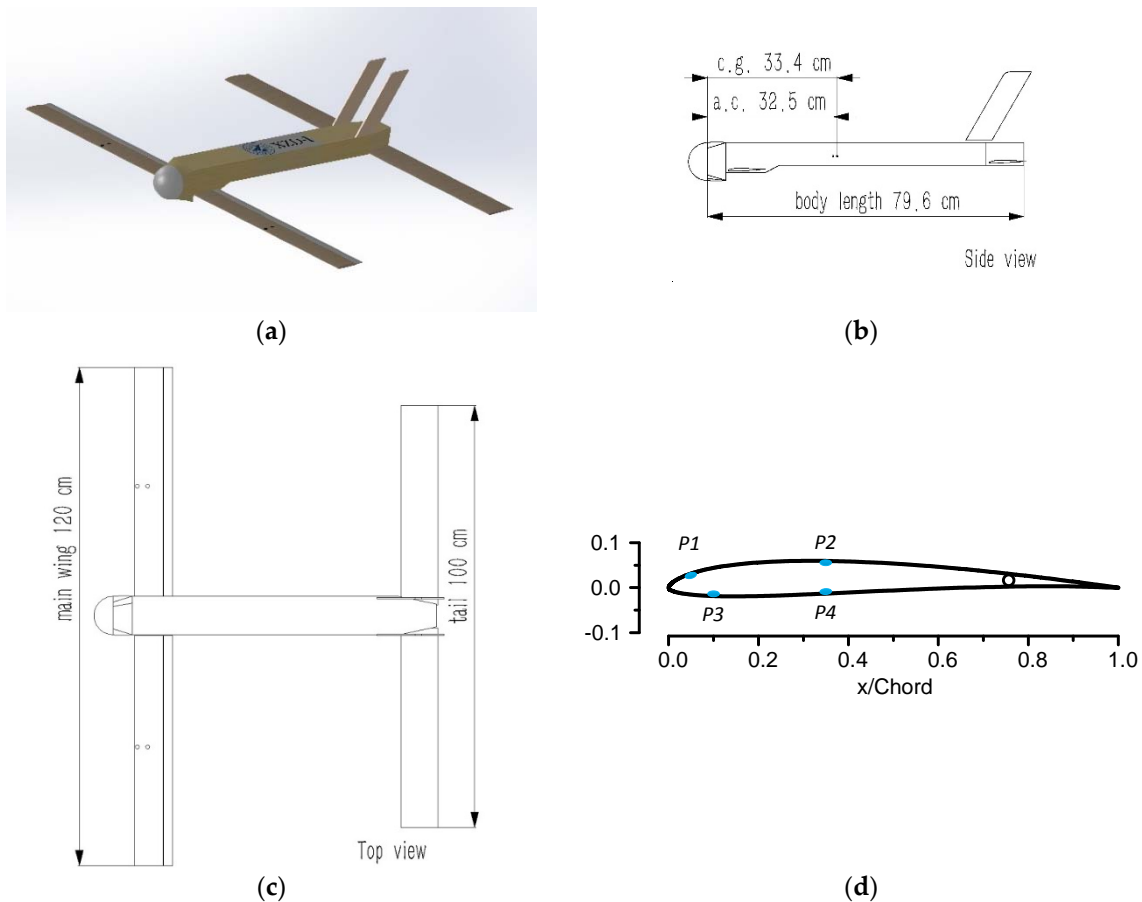 c.g. 33.4 cm
a.c. 32.5 cm
body length 79.6 cm
Side view
(a)
(b)
main wing 120 cm
tail 100 cm
Top view
0.1
0.0
-0.1
P1
P2
P3
P4
0.0
0.2
0.4
0.6
0.8
1.0
x/Chord
(c)
(d)